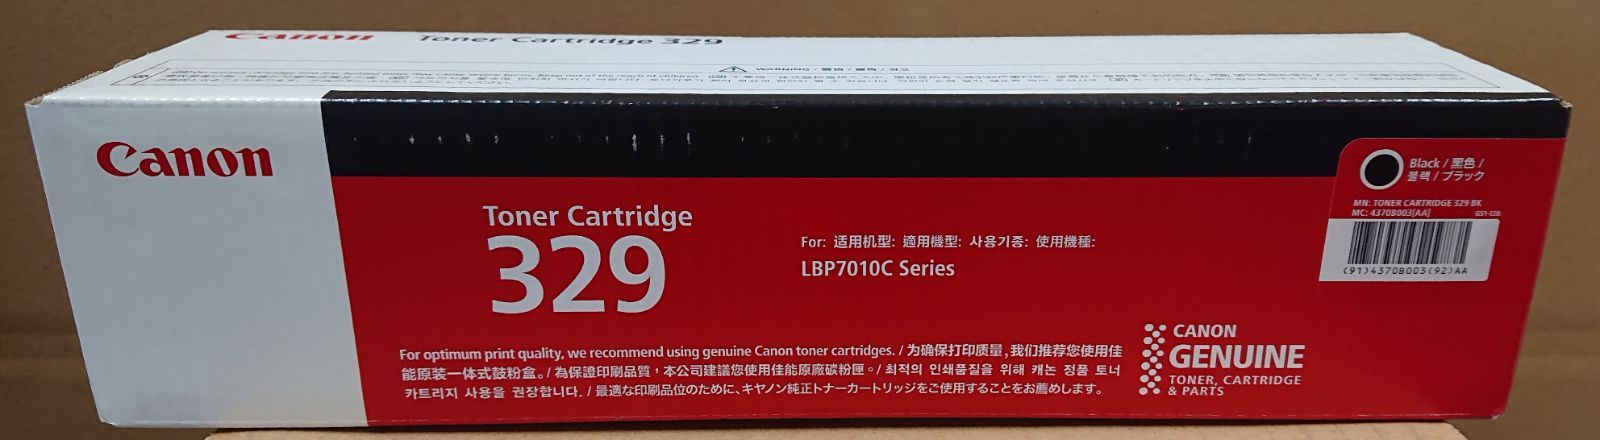 Canon Toner Cartridge 329
WARNING / 警告 / 警告 / 경고
Canon
Toner Cartridge
329
For: 适用机型: 適用機型: 사용기종: 使用機種:
LBP7010C Series
Black / 黑色 /
블랙 / ブラック
MN: TONER CARTRIDGE 329 BK
MC: 4370B003[AA]
(91)4370B003(92)AA
For optimum print quality, we recommend using genuine Canon toner cartridges. / 为确保打印质量，我们推荐您使用佳
能原装一体式鼓粉盒。/ 為保證印刷品質，本公司建議您使用佳能原廠碳粉匣。/ 최적의 인쇄품질을 위해 캐논 정품 토너
카트리지 사용을 권장합니다. / 最適な印刷品位のために、キヤノン純正トナーカートリッジをご使用することをお薦めします。
CANON
GENUINE
TONER, CARTRIDGE
& PARTS